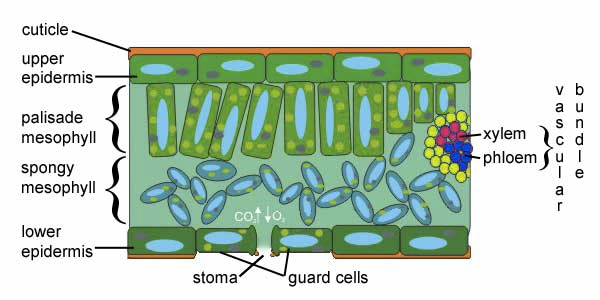 cuticle
upper
epidermis
palisade
mesophyll
spongy
mesophyll
lower
epidermis
CO₂ O₂
stoma
guard cells
xylem
phloem
vascular
bundle